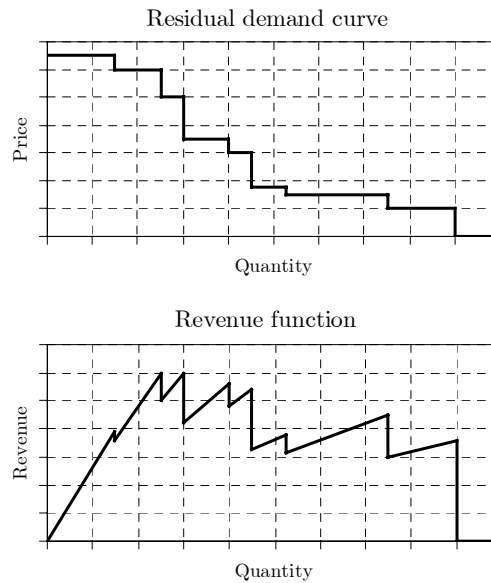 Residual demand curve
Price
Quantity
Revenue function
Revenue
Quantity